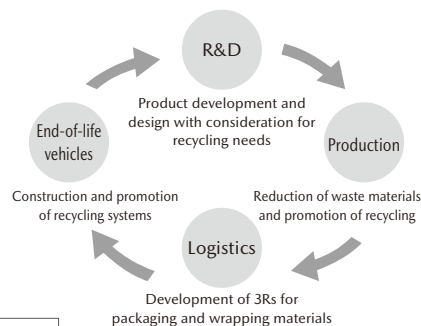 R&D
Product development and
design with consideration for
recycling needs
Production
Reduction of waste materials
and promotion of recycling
Logistics
Development of 3Rs for
packaging and wrapping materials
End-of-life
vehicles
Construction and promotion
of recycling systems